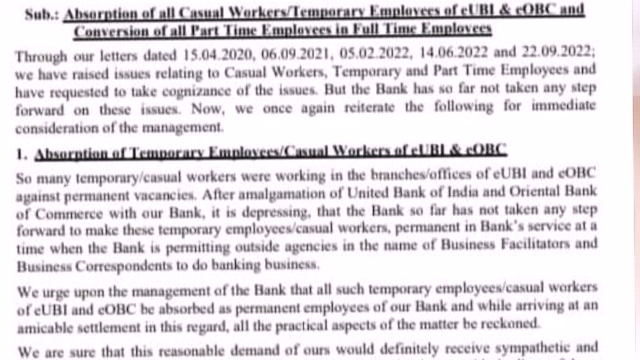 Sub.: Absorption of all Casual Workers/Temporary Employees of eUBI & eOBC and
Conversion of all Part Time Employees in Full Time Employees
Through our letters dated 15.04.2020, 06.09.2021, 05.02.2022, 14.06.2022 and 22.09.2022;
we have raised issues relating to Casual Workers, Temporary and Part Time Employees and
have requested to take cognizance of the issues. But the Bank has so far not taken any step
forward on these issues. Now, we once again reiterate the following for immediate
consideration of the management.
1. Absorption of Temporary Employees/Casual Workers of eUBI & eOBC
So many temporary/casual workers were working in the branches/offices of eUBI and eOBC
against permanent vacancies. After amalgamation of United Bank of India and Oriental Bank
of Commerce with our Bank, it is depressing, that the Bank so far has not taken any step
forward to make these temporary employees/casual workers, permanent in Bank's service at a
time when the Bank is permitting outside agencies in the name of Business Facilitators and
Business Correspondents to do banking business.
We urge upon the management of the Bank that all such temporary employees/casual workers
of eUBI and eOBC be absorbed as permanent employees of our Bank and while arriving at an
amicable settlement in this regard, all the practical aspects of the matter be reckoned.
We are sure that this reasonable demand of ours would definitely receive sympathetic and